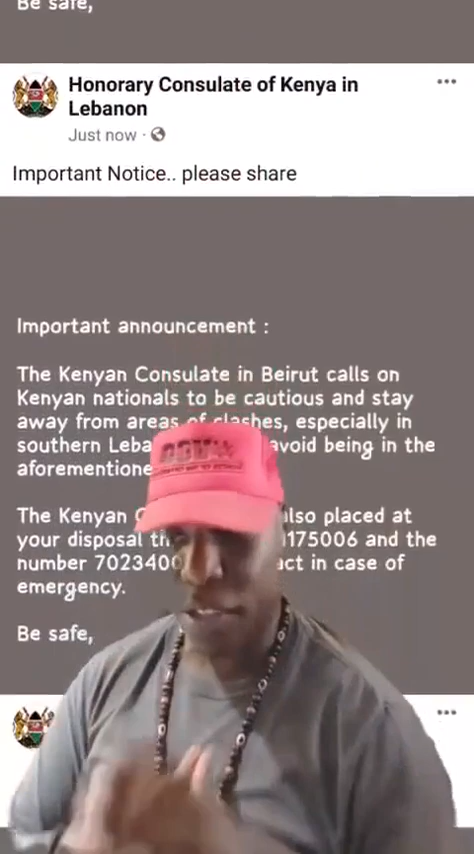 Be safe,
Honorary Consulate of Kenya in
Lebanon
Just now ·
Important Notice.. please share
Important announcement :
The Kenyan Consulate in Beirut calls on
Kenyan nationals to be cautious and stay
away from areas of clashes, especially in
southern Leba avoid being in the
aforementione
The Kenyan also placed at
your disposal 175006 and the
number 7023400 in case of
emergency.
Be safe,